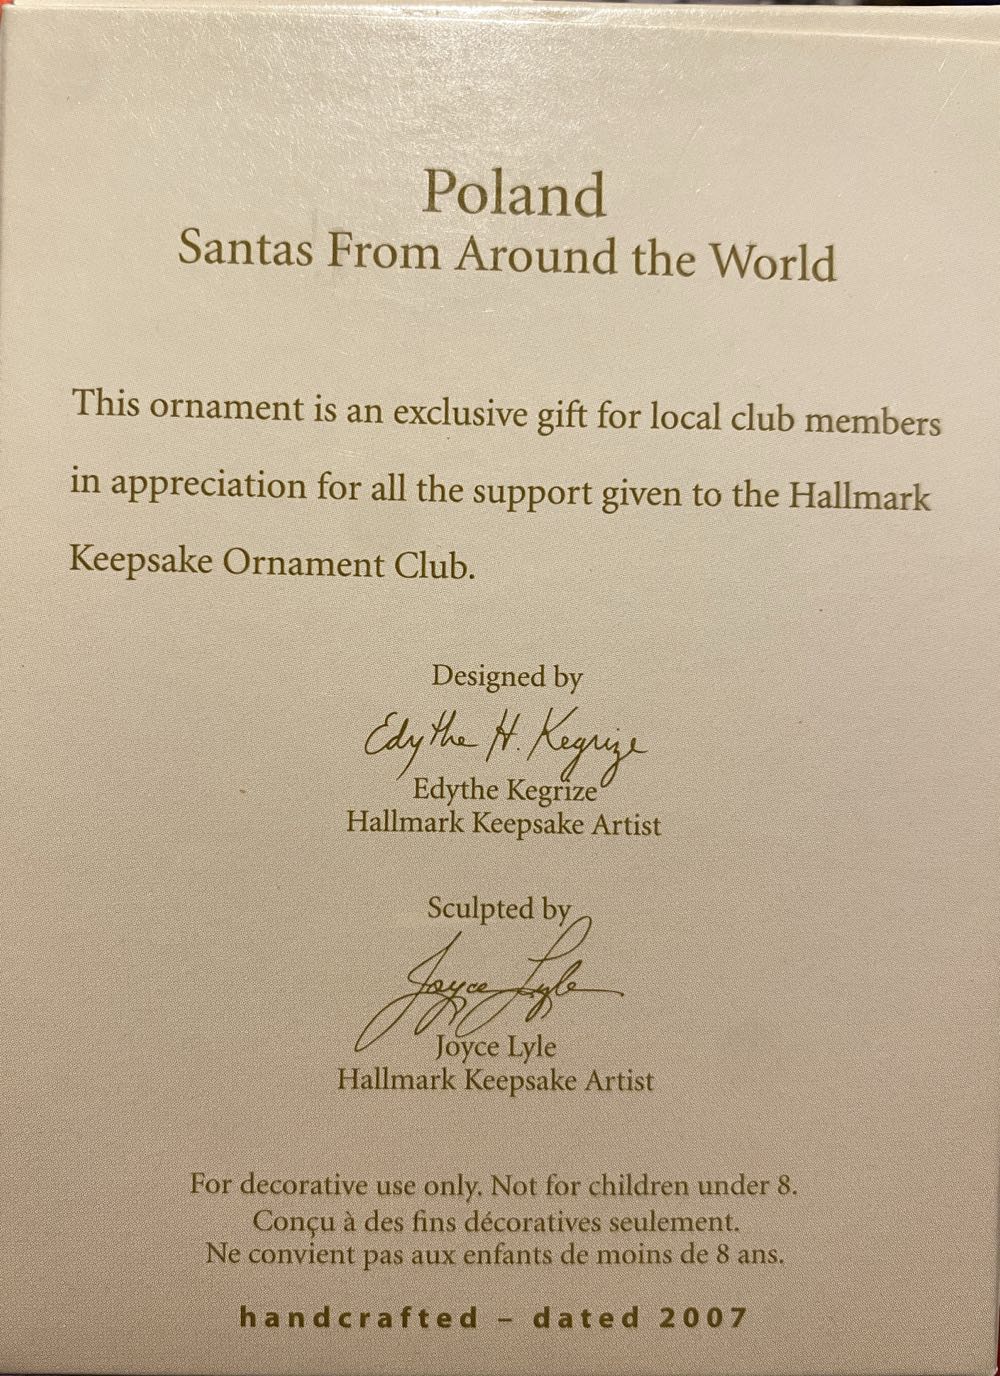 Poland
Santas From Around the World
This ornament is an exclusive gift for local club members
in appreciation for all the support given to the Hallmark
Keepsake Ornament Club.
Designed by
Edythe H. Kegrize
Edythe Kegrize
Hallmark Keepsake Artist
Sculpted by
Joyce Lyle
Joyce Lyle
Hallmark Keepsake Artist
For decorative use only. Not for children under 8.
Conçu à des fins décoratives seulement.
Ne convient pas aux enfants de moins de 8 ans.
handcrafted – dated 2007